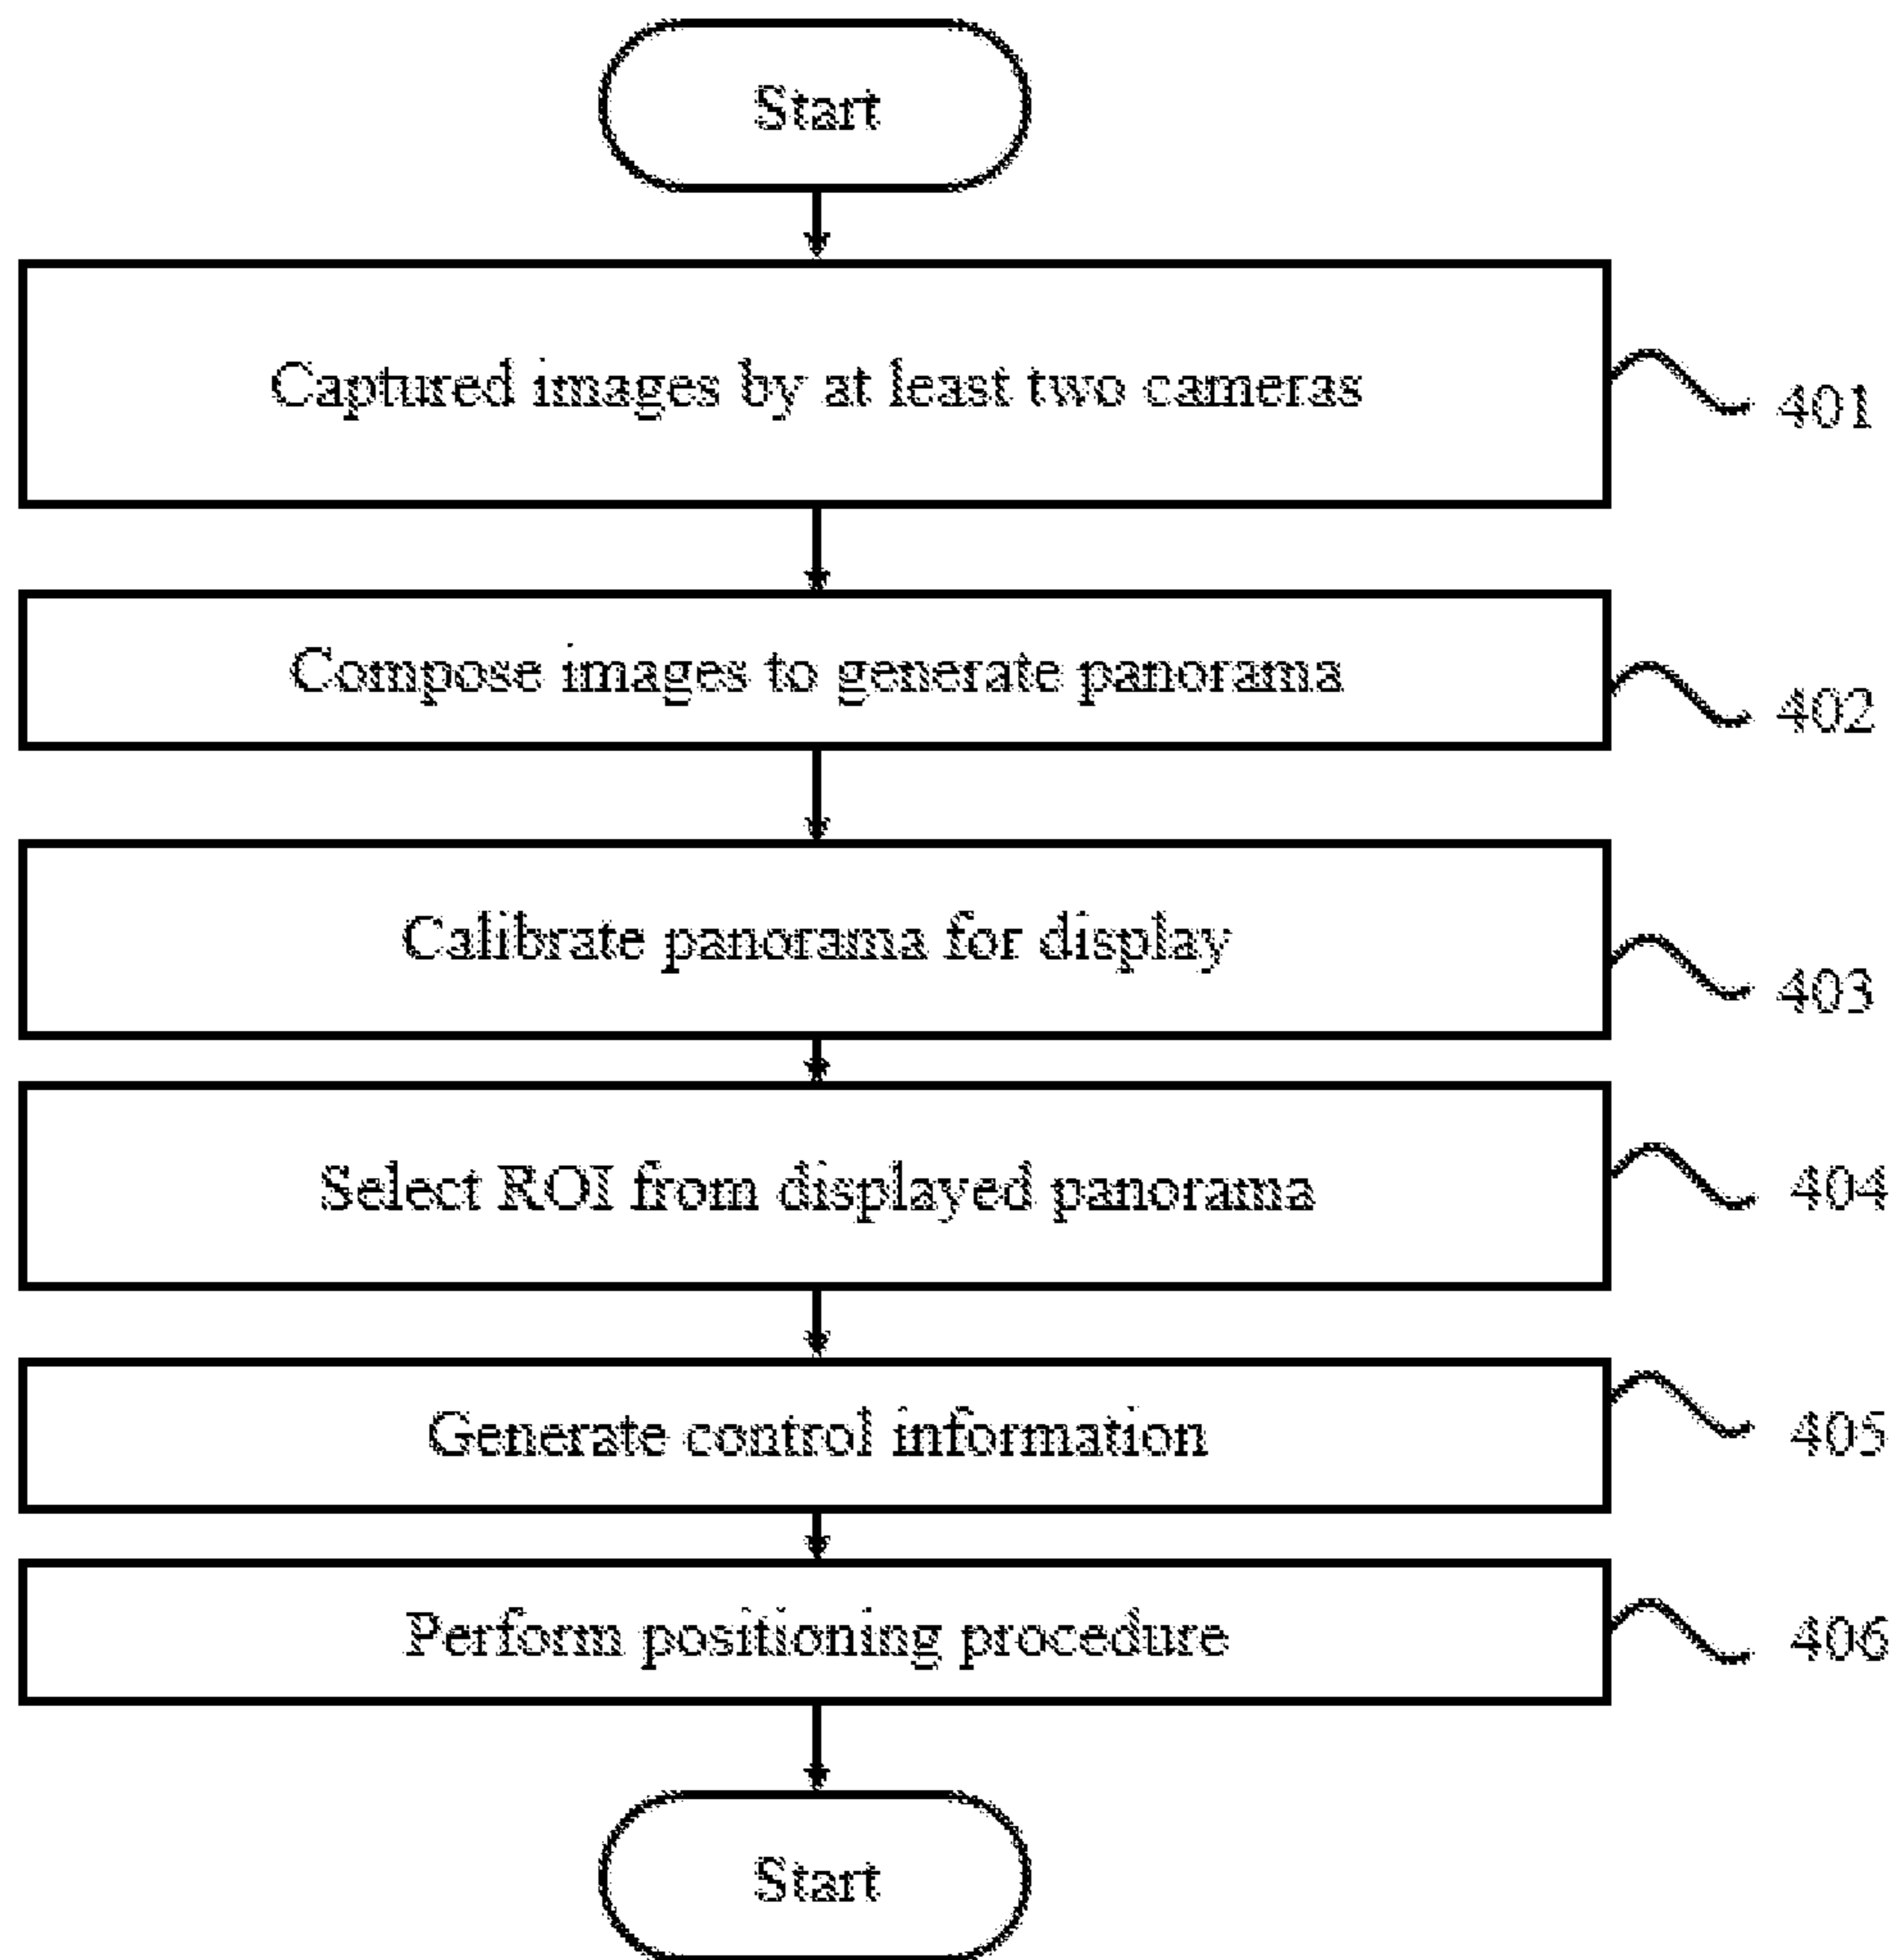 Start
Captured images by at least two cameras
401
Compose images to generate panorama
402
Calibrate panorama for display
403
Select ROI from displayed panorama
404
Generate control information
405
Perform positioning procedure
406
Start